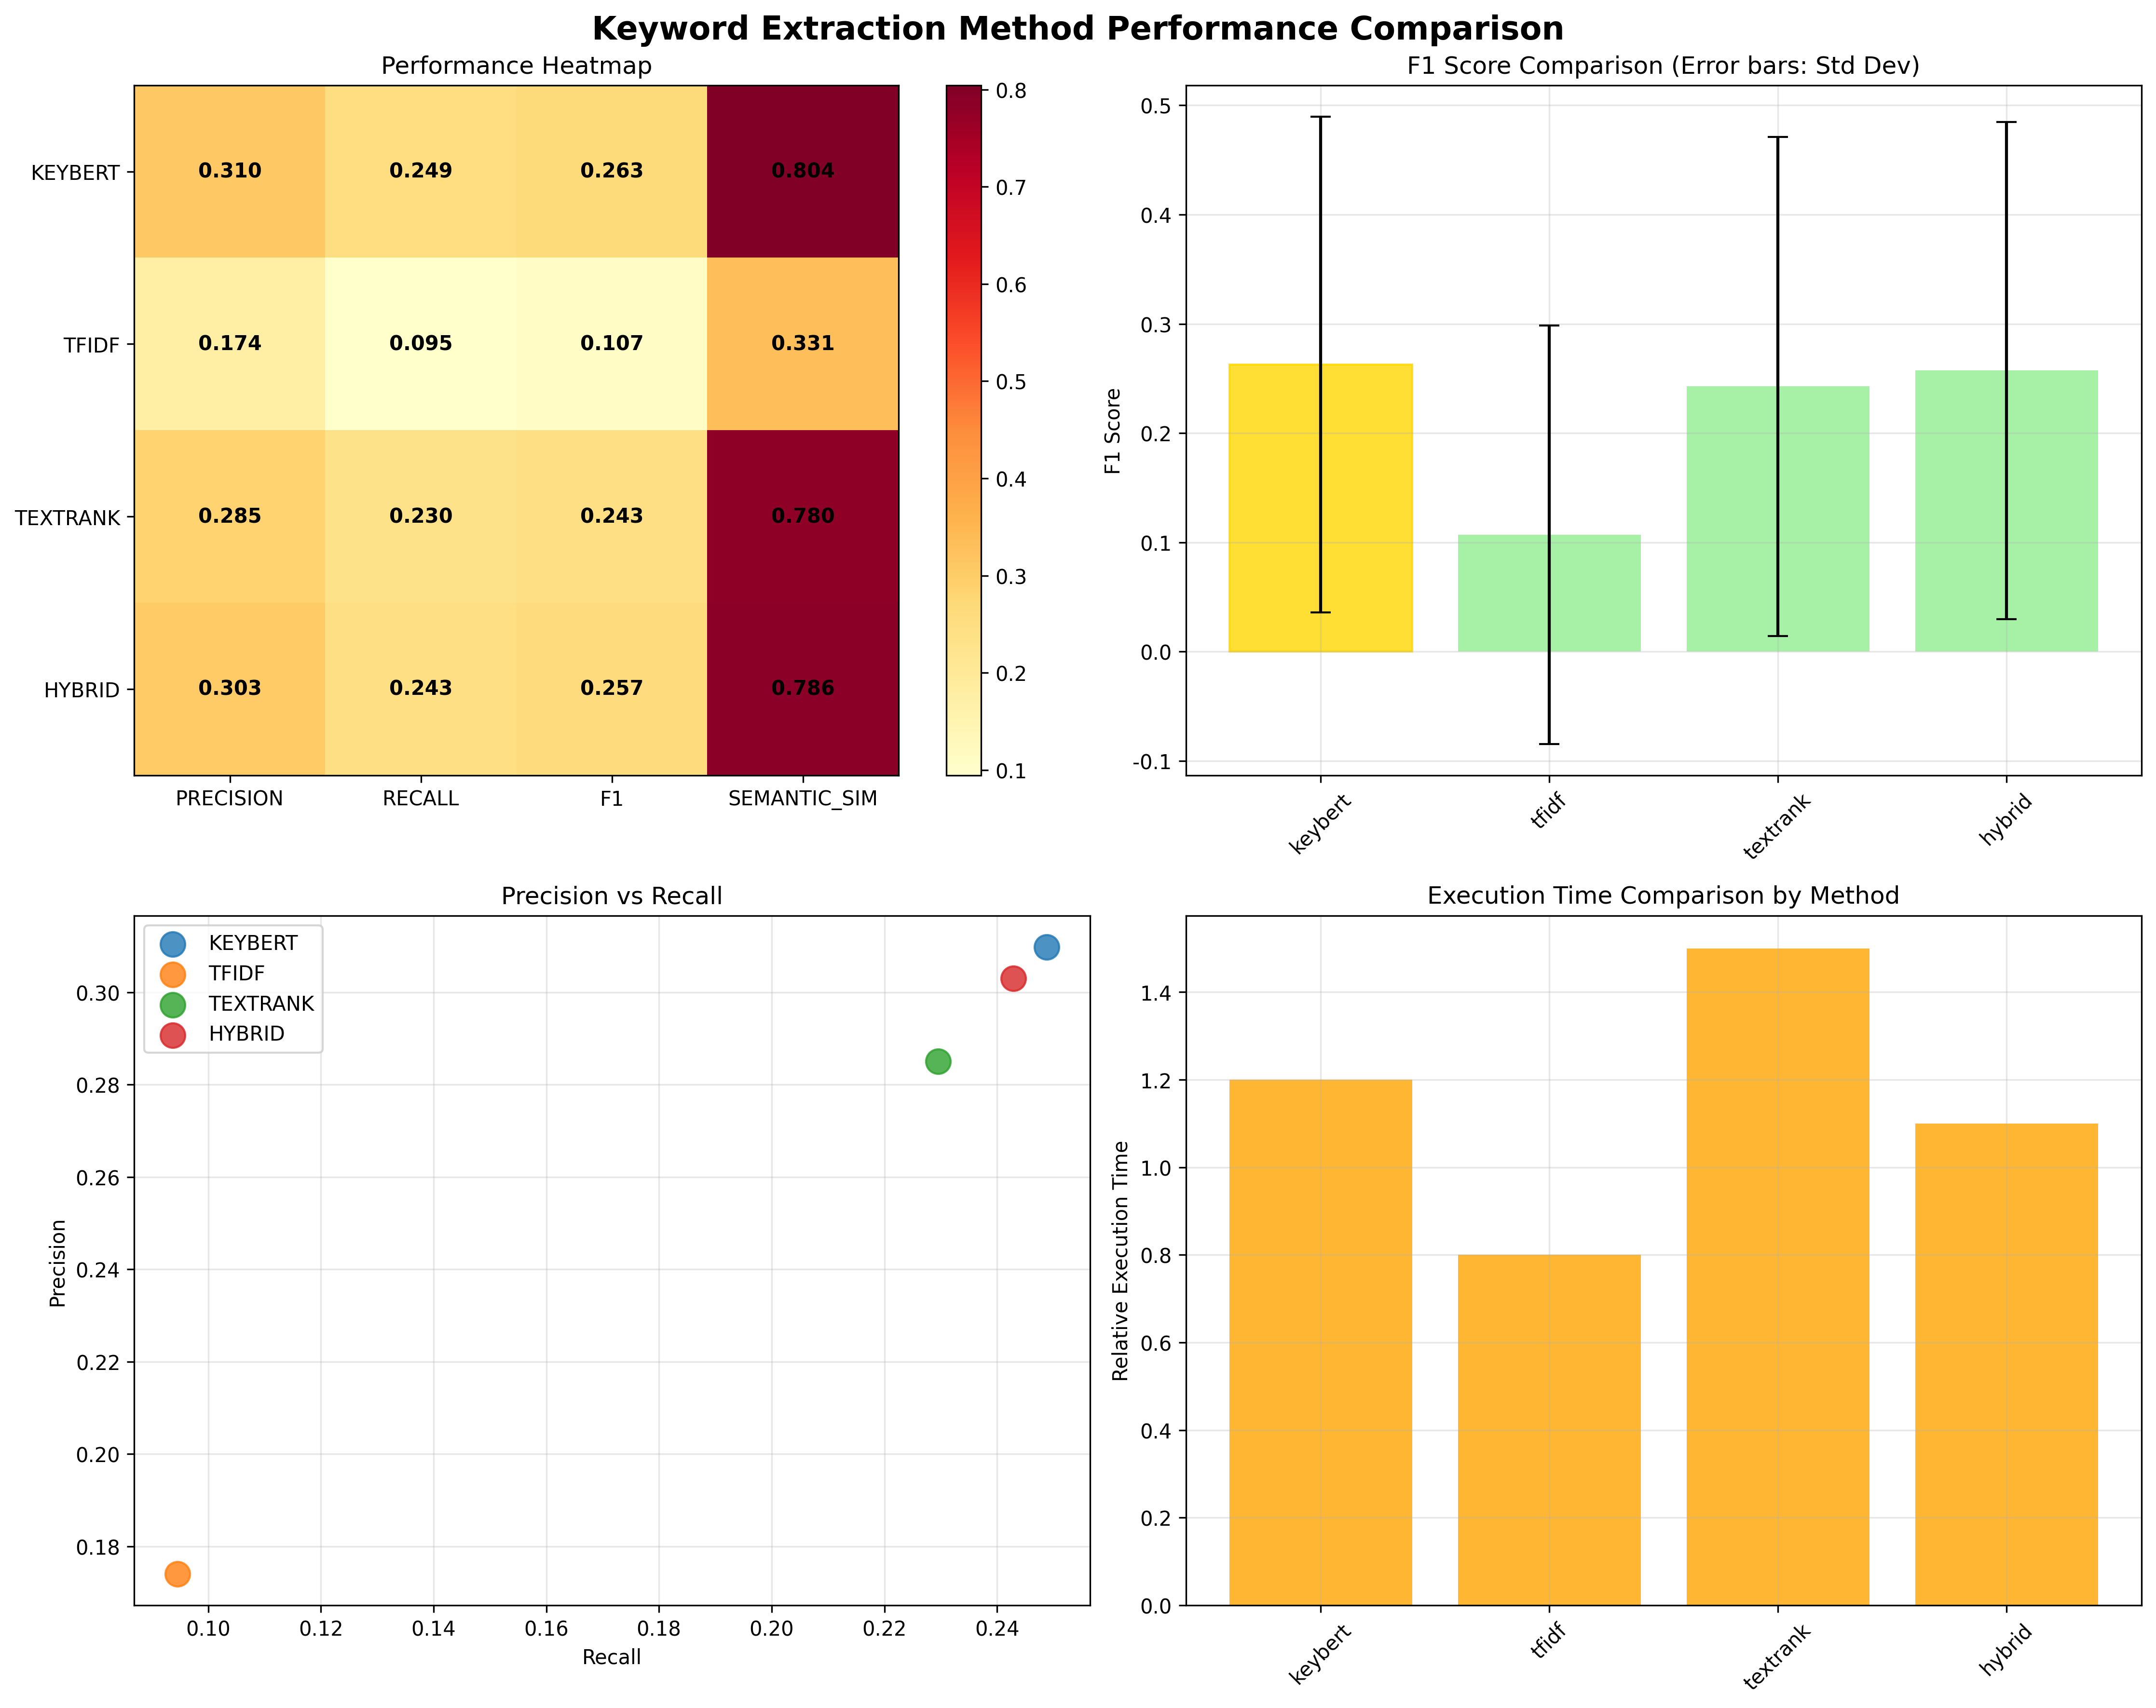 Keyword Extraction Method Performance Comparison
Performance Heatmap
KEYBERT 0.310 0.249 0.263 0.804
TFIDF 0.174 0.095 0.107 0.331
TEXTRANK 0.285 0.230 0.243 0.780
HYBRID 0.303 0.243 0.257 0.786
PRECISION RECALL F1 SEMANTIC_SIM
0.8
0.7
0.6
0.5
0.4
0.3
0.2
0.1
F1 Score Comparison (Error bars: Std Dev)
F1 Score
0.5
0.4
0.3
0.2
0.1
0.0
-0.1
keybert tfidf textrank hybrid
Precision vs Recall
KEYBERT
TFIDF
TEXTRANK
HYBRID
Precision
0.30
0.28
0.26
0.24
0.22
0.20
0.18
0.10 0.12 0.14 0.16 0.18 0.20 0.22 0.24
Recall
Execution Time Comparison by Method
Relative Execution Time
1.4
1.2
1.0
0.8
0.6
0.4
0.2
0.0
keybert tfidf textrank hybrid